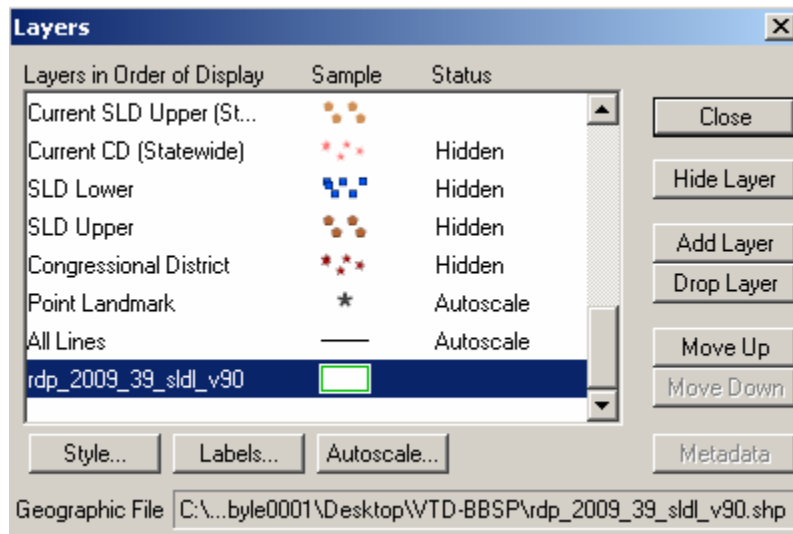 Layers
Layers in Order of Display Sample Status
Current SLD Upper (St...
Current CD (Statewide) Hidden
SLD Lower Hidden
SLD Upper Hidden
Congressional District Hidden
Point Landmark Autoscale
All Lines Autoscale
rdp_2009_39_sldl_v90
Close
Hide Layer
Add Layer
Drop Layer
Move Up
Move Down
Metadata
Style... Labels... Autoscale...
Geographic File C:\...byle0001\Desktop\VTD-BBSP\rdp_2009_39_sldl_v90.shp